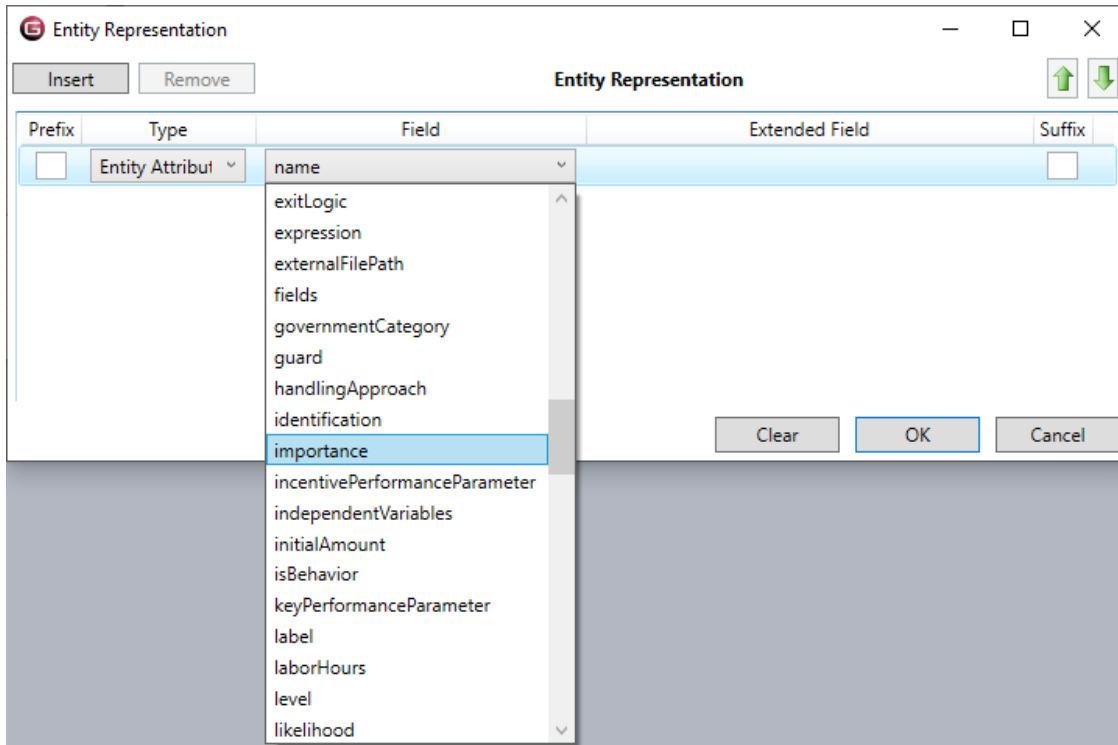 Entity Representation
Insert Remove Entity Representation
Prefix Type Field Extended Field Suffix
Entity Attribut name
exitLogic
expression
externalFilePath
fields
governmentCategory
guard
handlingApproach
identification
importance
Clear OK Cancel
incentivePerformanceParameter
independentVariables
initialAmount
isBehavior
keyPerformanceParameter
label
laborHours
level
likelihood